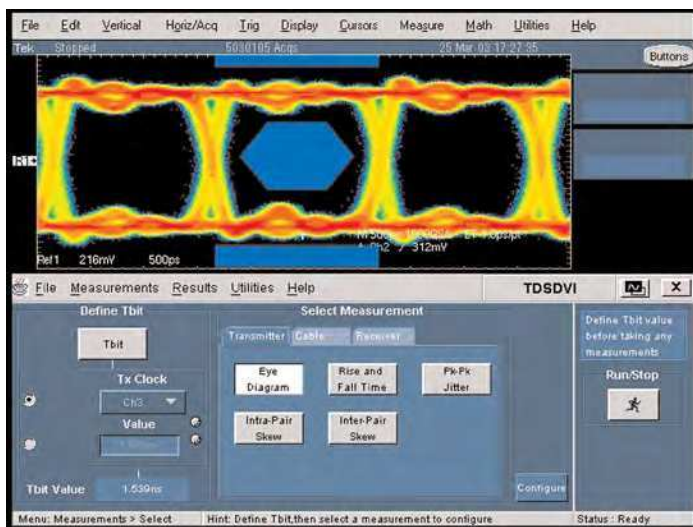 File Edit Vertical Horiz/Acq Trig Display Cursors Measure Math Utilities Help
Tek Stopped 5030105 Acqs 25 Mar 03 17:27:35
Buttons
R1
Ref1 216mV 500ps
312mV
File Measurements Results Utilities Help TDSDVI X
Define Tbit
Tbit
Tx Clock
Ch3
Value
Tbit Value 1.539ns
Select Measurement
Transmitter Cable Receiver
Eye Diagram
Rise and Fall Time
Pk-Pk Jitter
Intra-Pair Skew
Inter-Pair Skew
Configure
Define Tbit value
before taking any
measurements
Run/Stop
Menu: Measurements > Select Hint: Define Tbit,then select a measurement to configure Status : Ready